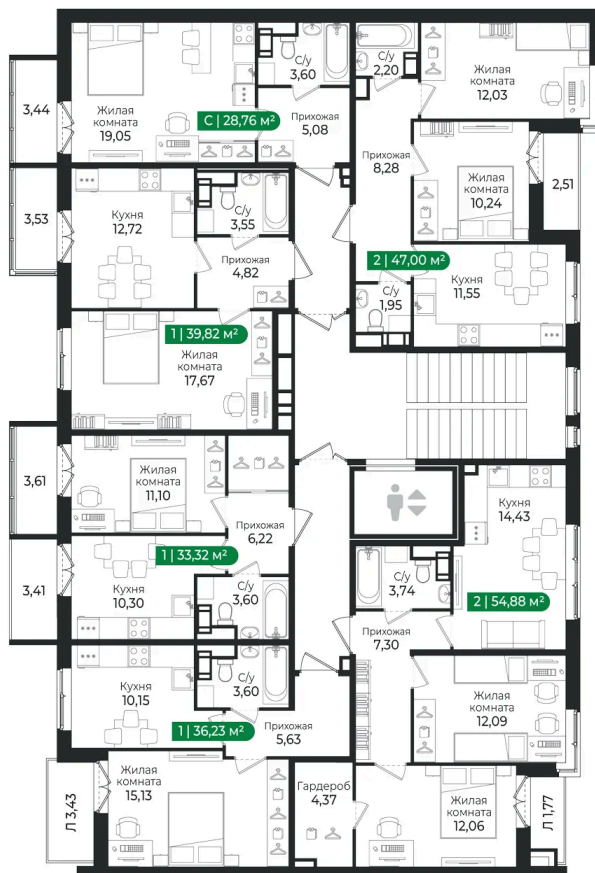 С/у
3,60
С/у
2,20
Жилая
комната
12,03
3,44
Жилая
комната
19,05
С | 28,76 м²
Прихожая
5,08
Прихожая
8,28
Жилая
комната
10,24
2,51
3,53
Кухня
12,72
С/у
3,55
Прихожая
4,82
2 | 47,00 м²
Кухня
11,55
С/у
1,95
1 | 39,82 м²
Жилая
комната
17,67
3,61
Жилая
комната
11,10
Прихожая
6,22
Кухня
14,43
1 | 33,32 м²
3,41
Кухня
10,30
С/у
3,60
С/у
3,74
2 | 54,88 м²
Прихожая
7,30
Кухня
10,15
С/у
3,60
Жилая
комната
12,09
1 | 36,23 м²
Прихожая
5,63
Л 3,43
Жилая
комната
15,13
Гардероб
4,37
Жилая
комната
12,06
Л 1,77